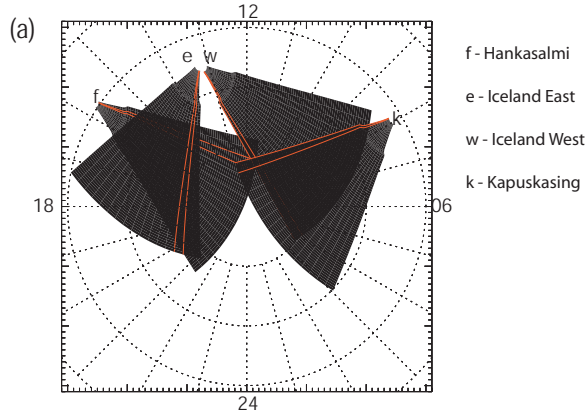 (a)
12
e w
f
k
18
06
24
f - Hankasalmi
e - Iceland East
w - Iceland West
k - Kapuskasing